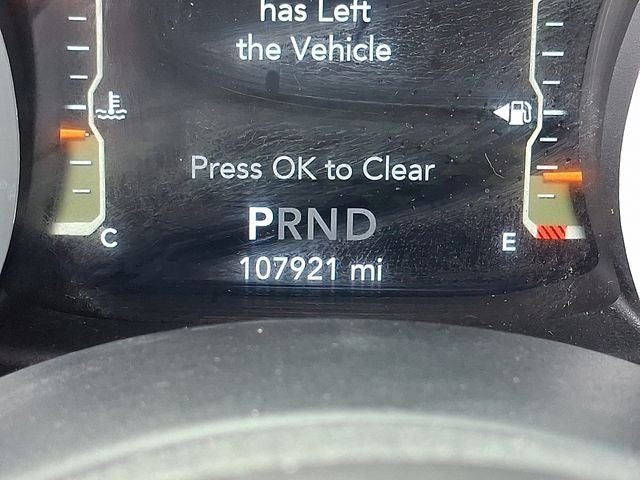 has Left
the Vehicle
Press OK to Clear
PRND
C
E
107921 mi